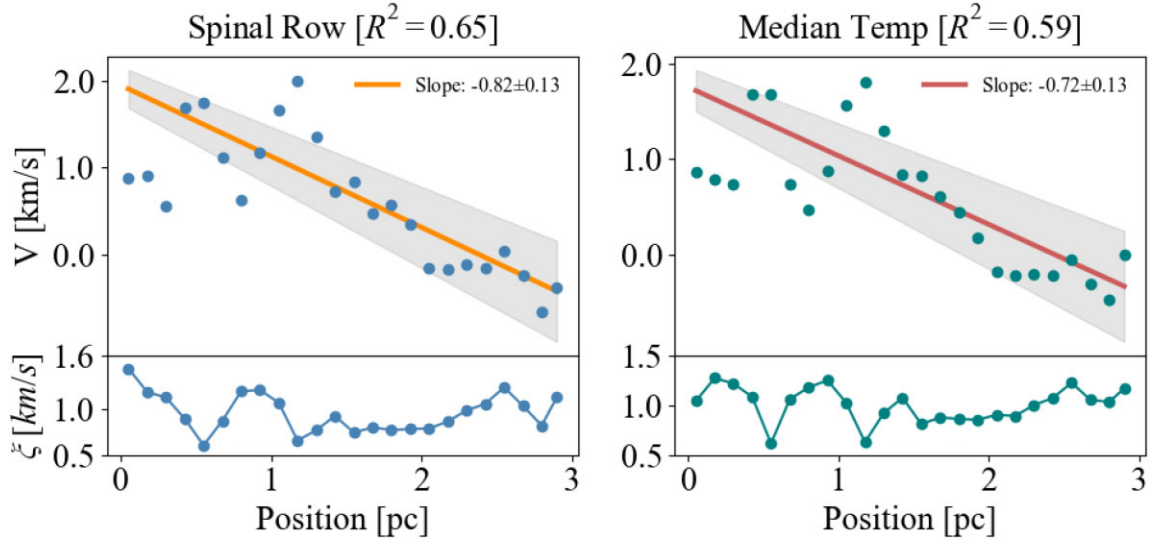 Spinal Row [R² = 0.65]
Median Temp [R² = 0.59]
V [km/s]
2.0
1.0
0.0
Slope: -0.82±0.13
2.0
1.0
0.0
Slope: -0.72±0.13
ξ [km/s]
1.6
1.0
0.5
1.5
1.0
0.5
0 1 2 3
0 1 2 3
Position [pc]
Position [pc]